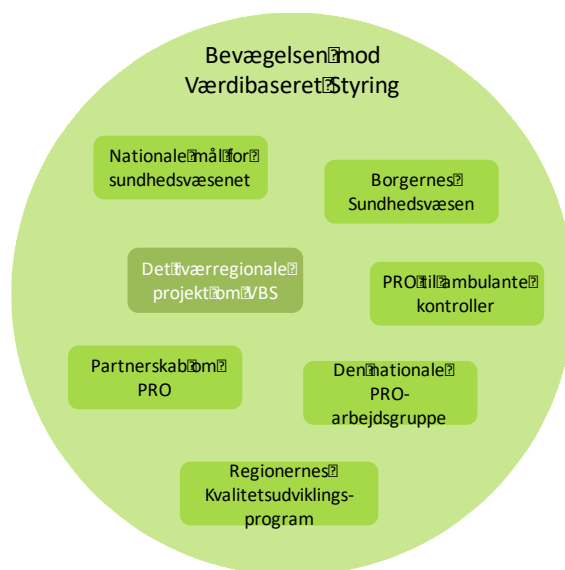 Bevægelsen mod
Værdibaseret Styring
Nationale mål for
sundhedsvæsenet
Borgernes
Sundhedsvæsen
Det tværregionale
projekt om VBS
PRO til ambulante
kontroller
Partnerskab om
PRO
Den nationale
PRO-
arbejdsgruppe
Regionernes
Kvalitetsudviklings-
program